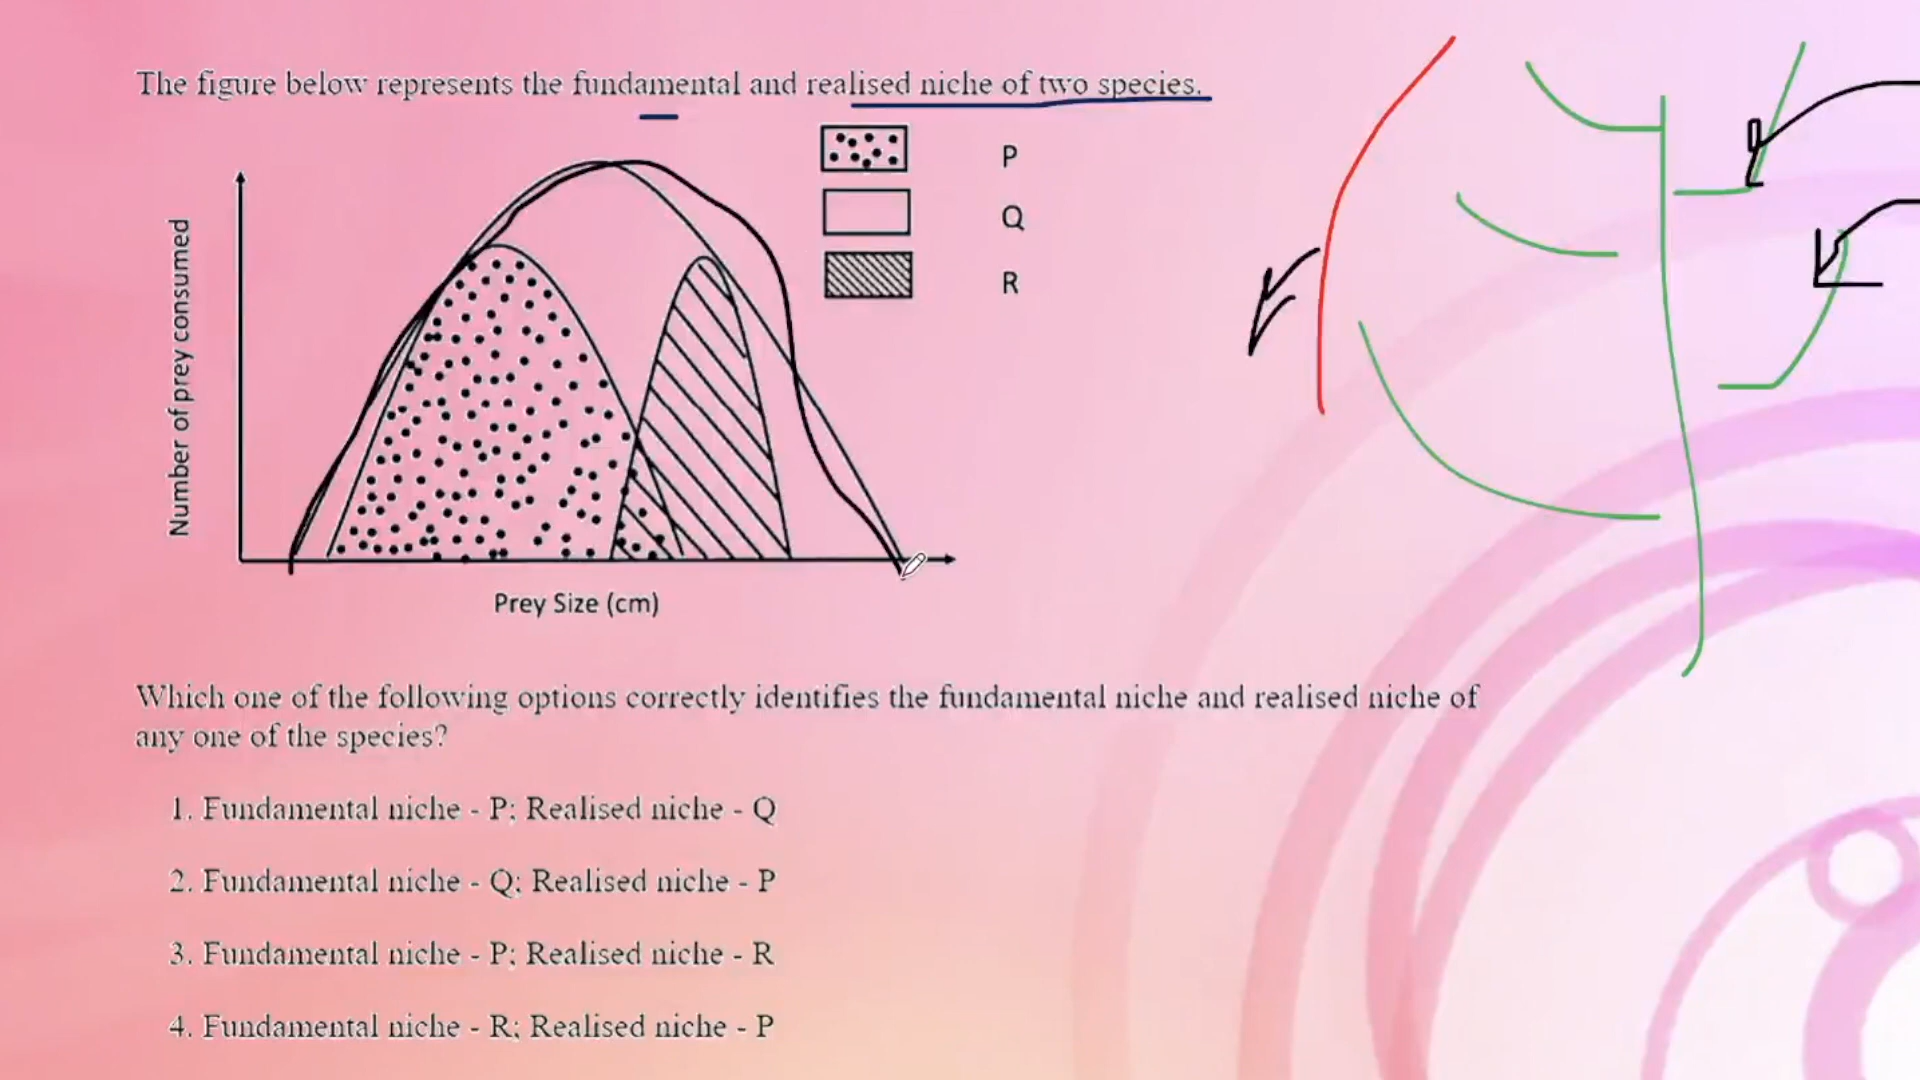 The figure below represents the fundamental and realised niche of two species.
P
Q
R
Number of prey consumed
Prey Size (cm)
Which one of the following options correctly identifies the fundamental niche and realised niche of
any one of the species?
1. Fundamental niche - P; Realised niche - Q
2. Fundamental niche - Q; Realised niche - P
3. Fundamental niche - P; Realised niche - R
4. Fundamental niche - R; Realised niche - P